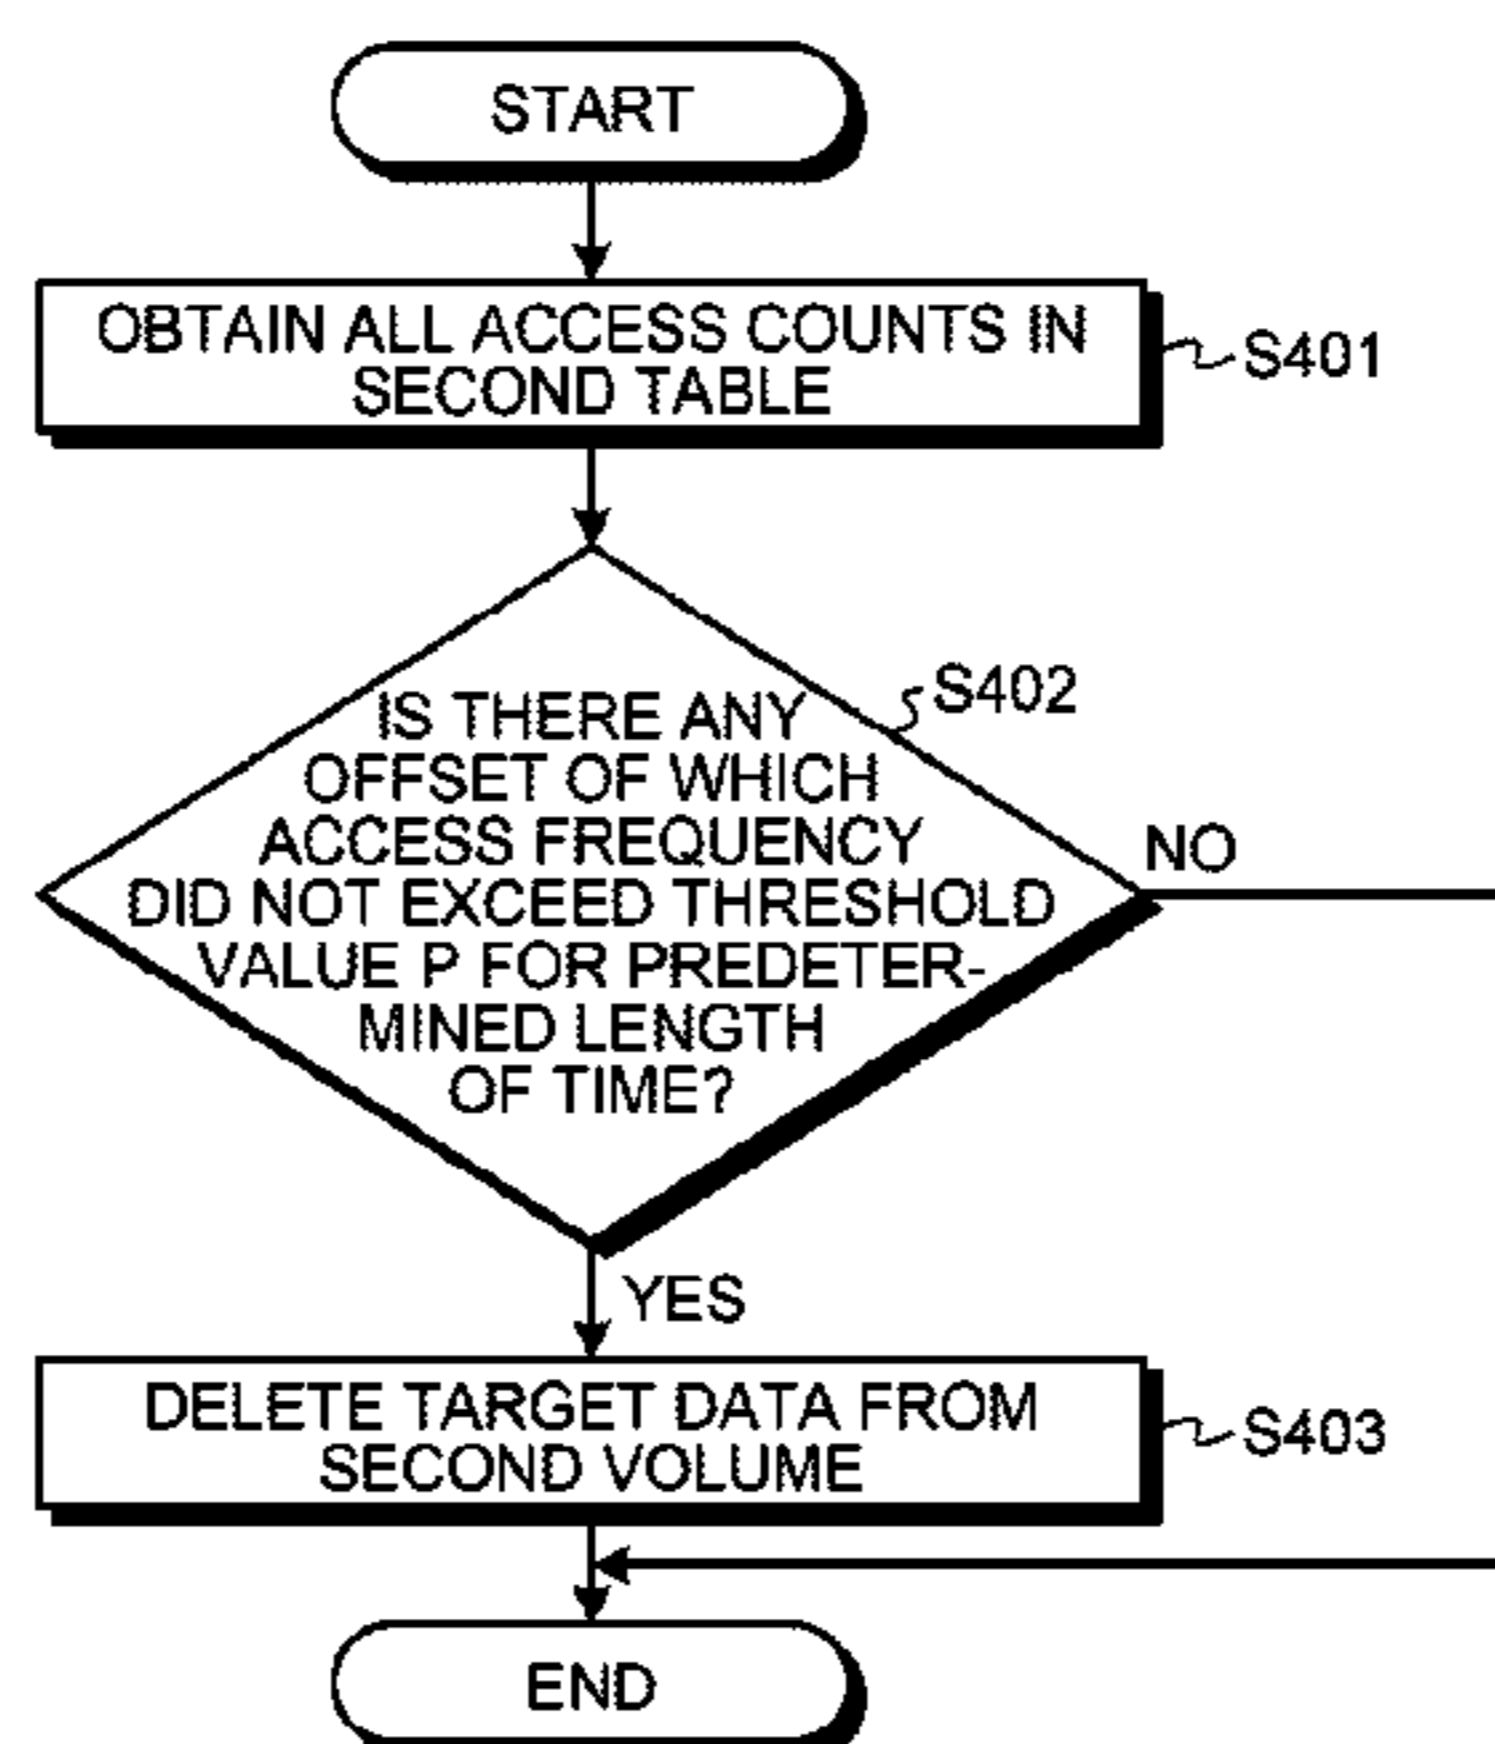 START
OBTAIN ALL ACCESS COUNTS IN
SECOND TABLE
S401
S402
IS THERE ANY
OFFSET OF WHICH
ACCESS FREQUENCY
DID NOT EXCEED THRESHOLD
VALUE P FOR PREDETER-
MINED LENGTH
OF TIME?
NO
YES
DELETE TARGET DATA FROM
SECOND VOLUME
S403
END